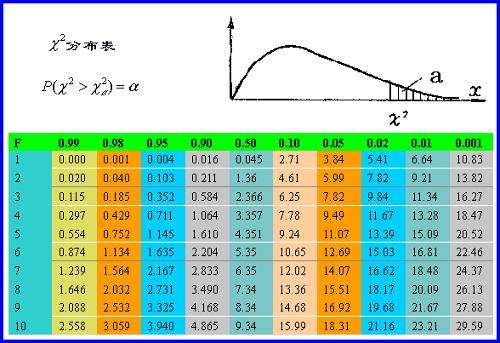 χ²分布表
P(χ² > χ²α) = α
a
x
χ²
F 0.99 0.98 0.95 0.90 0.50 0.10 0.05 0.02 0.01 0.001
1 0.000 0.001 0.004 0.016 0.045 2.71 3.84 5.41 6.64 10.83
2 0.020 0.040 0.103 0.211 1.36 4.61 5.99 7.82 9.21 13.82
3 0.115 0.185 0.352 0.584 2.366 6.25 7.82 9.84 11.34 16.27
4 0.297 0.429 0.711 1.064 3.357 7.78 9.49 11.67 13.28 18.47
5 0.554 0.752 1.145 1.610 4.351 9.24 11.07 13.39 15.09 20.52
6 0.874 1.134 1.635 2.204 5.35 10.65 12.69 15.03 16.81 22.46
7 1.239 1.564 2.167 2.833 6.35 12.02 14.07 16.62 18.48 24.37
8 1.646 2.032 2.731 3.490 7.34 13.36 15.51 18.17 20.09 26.13
9 2.088 2.532 3.325 4.168 8.34 14.68 16.92 19.68 21.67 27.88
10 2.558 3.059 3.940 4.865 9.34 15.99 18.31 21.16 23.21 29.59